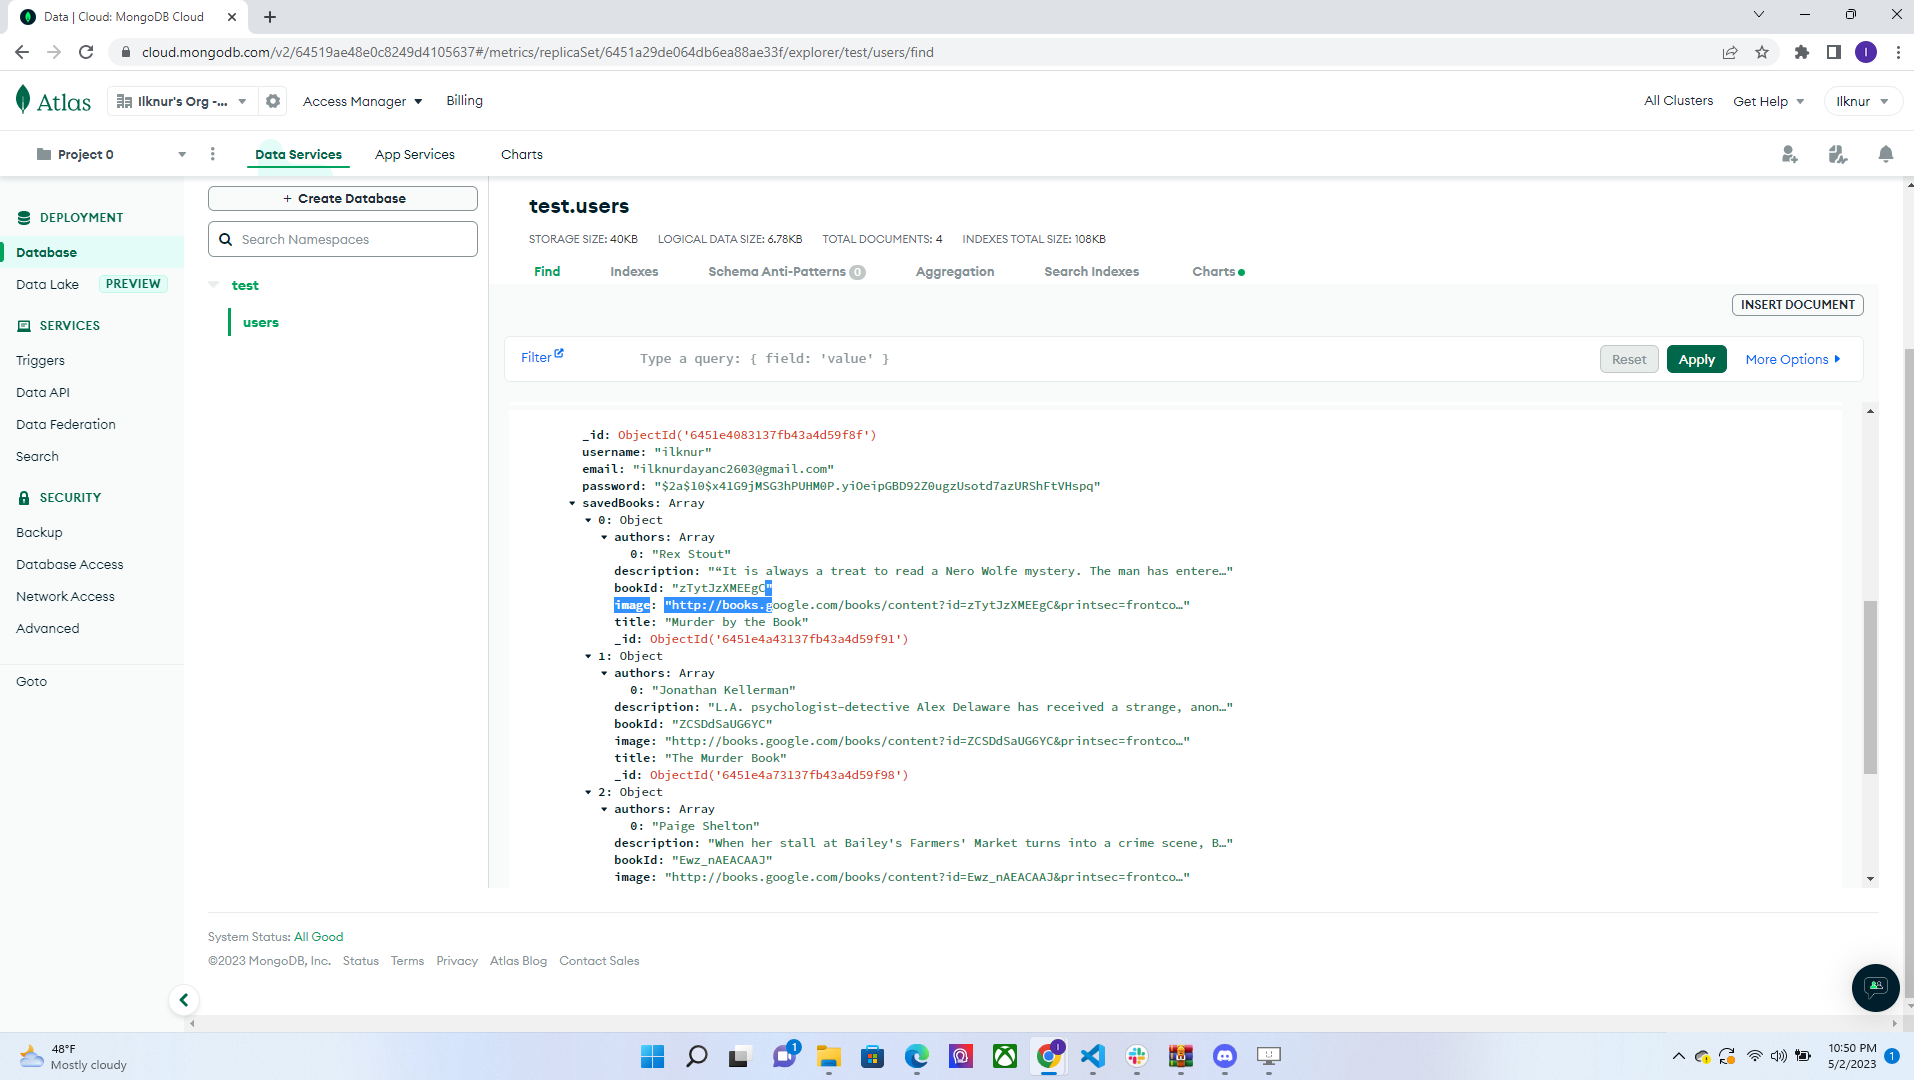 Data | Cloud: MongoDB Cloud
cloud.mongodb.com/v2/64519ae48e0c8249d4105637#/metrics/replicaSet/6451a29de064db6ea88ae33f/explorer/test/users/find
I
Atlas
Ilknur's Org -...
Access Manager
Billing
All Clusters
Get Help
Ilknur
Project 0
Data Services
App Services
Charts
DEPLOYMENT
Database
Data Lake
PREVIEW
SERVICES
Triggers
Data API
Data Federation
Search
SECURITY
Backup
Database Access
Network Access
Advanced
Goto
+ Create Database
Search Namespaces
test
users
test.users
STORAGE SIZE: 40KB LOGICAL DATA SIZE: 6.78KB TOTAL DOCUMENTS: 4 INDEXES TOTAL SIZE: 108KB
Find Indexes Schema Anti-Patterns 0 Aggregation Search Indexes Charts
INSERT DOCUMENT
Filter
Type a query: { field: 'value' }
Reset
Apply
More Options
_id: ObjectId('6451e4083137fb43a4d59f8f')
username: "ilknur"
email: "ilknurdayanc2603@gmail.com"
password: "$2a$10$x41G9jMSG3hPUHM0P.yiOeipGBD92Z0ugzUsotd7azURShFtVHspq"
savedBooks: Array
0: Object
authors: Array
0: "Rex Stout"
description: "“It is always a treat to read a Nero Wolfe mystery. The man has entere…"
bookId: "zTytJzXMEEgC"
image: "http://books.google.com/books/content?id=zTytJzXMEEgC&printsec=frontco…"
title: "Murder by the Book"
_id: ObjectId('6451e4a43137fb43a4d59f91')
1: Object
authors: Array
0: "Jonathan Kellerman"
description: "L.A. psychologist-detective Alex Delaware has received a strange, anon…"
bookId: "ZCSDdSaUG6YC"
image: "http://books.google.com/books/content?id=ZCSDdSaUG6YC&printsec=frontco…"
title: "The Murder Book"
_id: ObjectId('6451e4a73137fb43a4d59f98')
2: Object
authors: Array
0: "Paige Shelton"
description: "When her stall at Bailey's Farmers' Market turns into a crime scene, B…"
bookId: "Ewz_nAEACAAJ"
image: "http://books.google.com/books/content?id=Ewz_nAEACAAJ&printsec=frontco…"
System Status: All Good
©2023 MongoDB, Inc. Status Terms Privacy Atlas Blog Contact Sales
48°F
Mostly cloudy
1
I
10:50 PM
5/2/2023
1